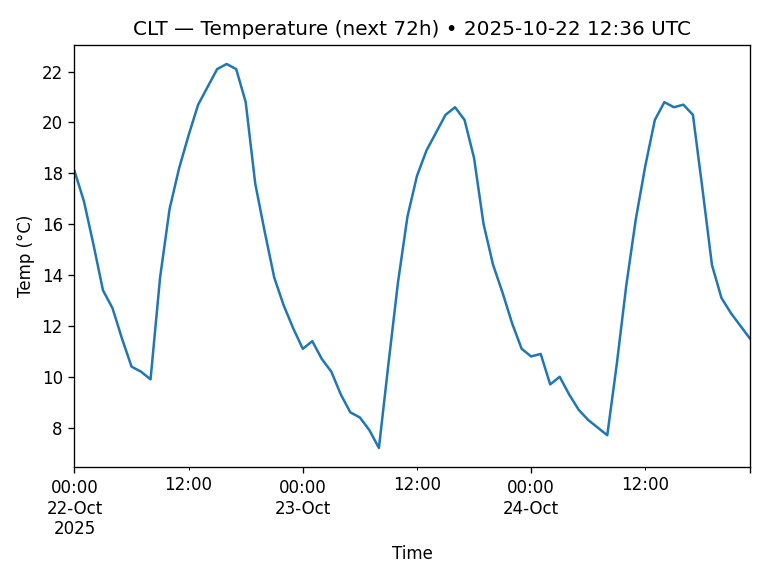 CLT — Temperature (next 72h) • 2025-10-22 12:36 UTC
22
20
18
16
14
12
10
8
Temp (°C)
00:00 12:00 00:00 12:00 00:00 12:00
22-Oct 23-Oct 24-Oct
2025
Time